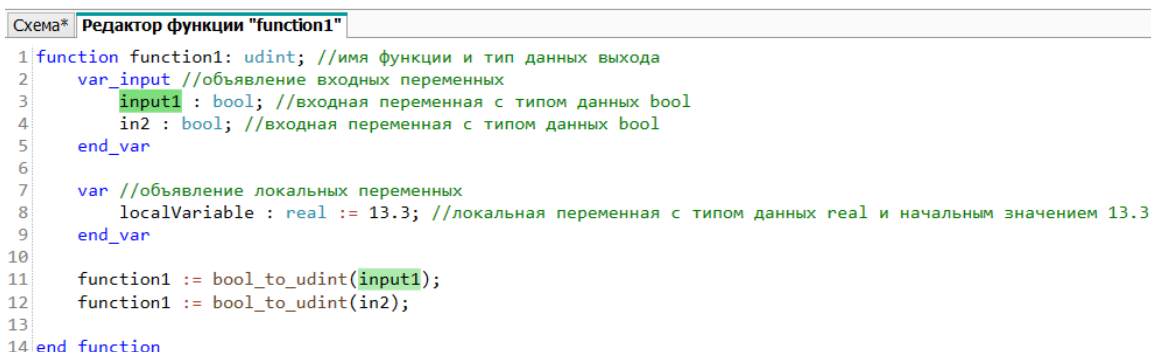 Схема* Редактор функции "function1"
1 function function1: udint; //имя функции и тип данных выхода
2 var_input //объявление входных переменных
3 input1 : bool; //входная переменная с типом данных bool
4 in2 : bool; //входная переменная с типом данных bool
5 end_var
6
7 var //объявление локальных переменных
8 localVariable : real := 13.3; //локальная переменная с типом данных real и начальным значением 13.3
9 end_var
10
11 function1 := bool_to_udint(input1);
12 function1 := bool_to_udint(in2);
13
14 end_function